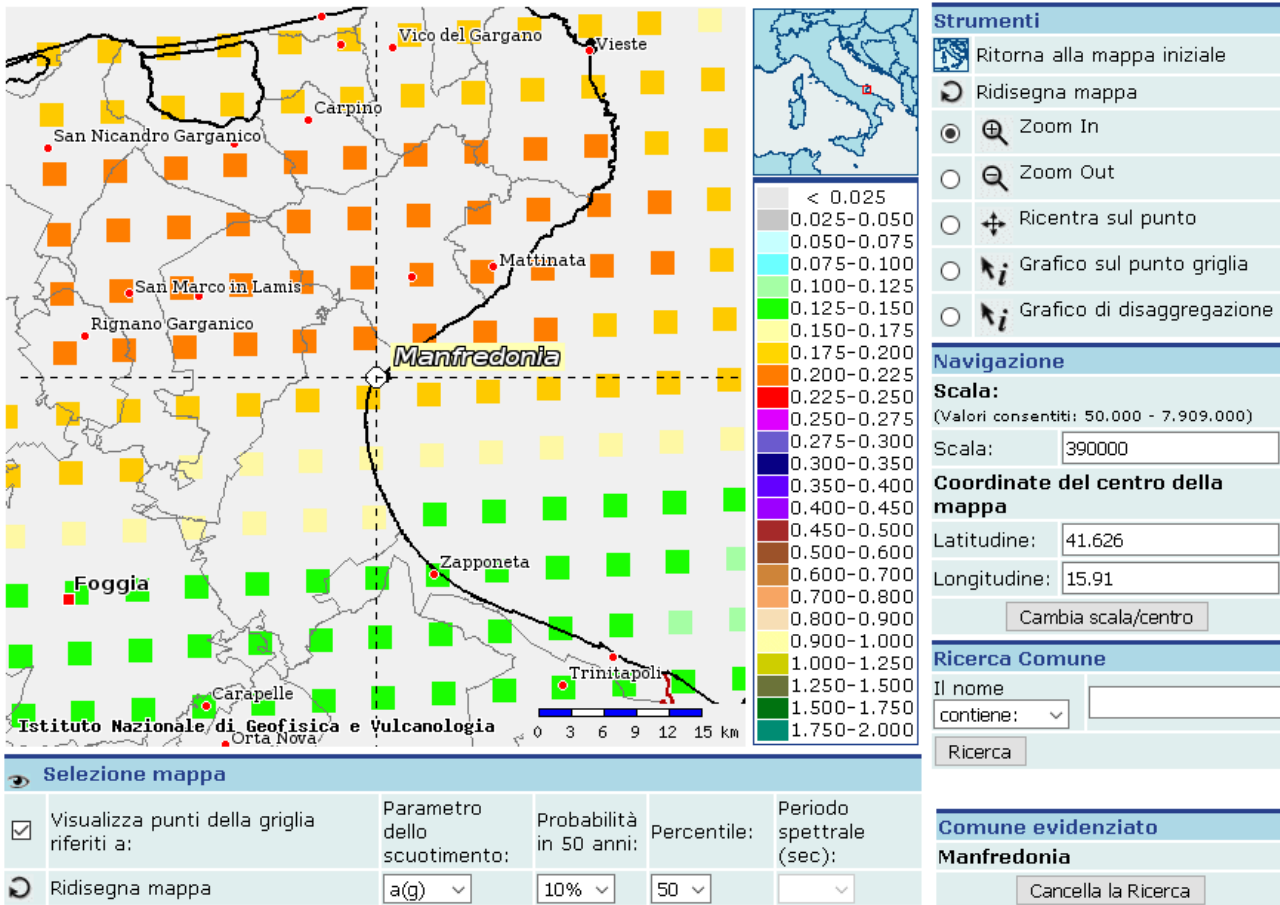 Vico del Gargano
Vieste
Carpino
San Nicandro Garganico
Mattinata
San Marco in Lamis
Rignano Garganico
Manfredonia
Zapponeta
Foggia
Trinitapoli
Carapelle
Istituto Nazionale di Geofisica e Vulcanologia
Orta Nova
0 3 6 9 12 15 km
< 0.025
0.025-0.050
0.050-0.075
0.075-0.100
0.100-0.125
0.125-0.150
0.150-0.175
0.175-0.200
0.200-0.225
0.225-0.250
0.250-0.275
0.275-0.300
0.300-0.350
0.350-0.400
0.400-0.450
0.450-0.500
0.500-0.600
0.600-0.700
0.700-0.800
0.800-0.900
0.900-1.000
1.000-1.250
1.250-1.500
1.500-1.750
1.750-2.000
Strumenti
Ritorna alla mappa iniziale
Ridisegna mappa
Zoom In
Zoom Out
Ricentra sul punto
Grafico sul punto griglia
Grafico di disaggregazione
Navigazione
Scala:
(Valori consentiti: 50.000 - 7.909.000)
Scala: 390000
Coordinate del centro della
mappa
Latitudine: 41.626
Longitudine: 15.91
Cambia scala/centro
Ricerca Comune
Il nome
contiene:
Ricerca
Comune evidenziato
Manfredonia
Cancella la Ricerca
Selezione mappa
Visualizza punti della griglia
riferiti a:
Parametro
dello
scuotimento:
Probabilità
in 50 anni:
Percentile:
Periodo
spettrale
(sec):
Ridisegna mappa
a(g)
10%
50